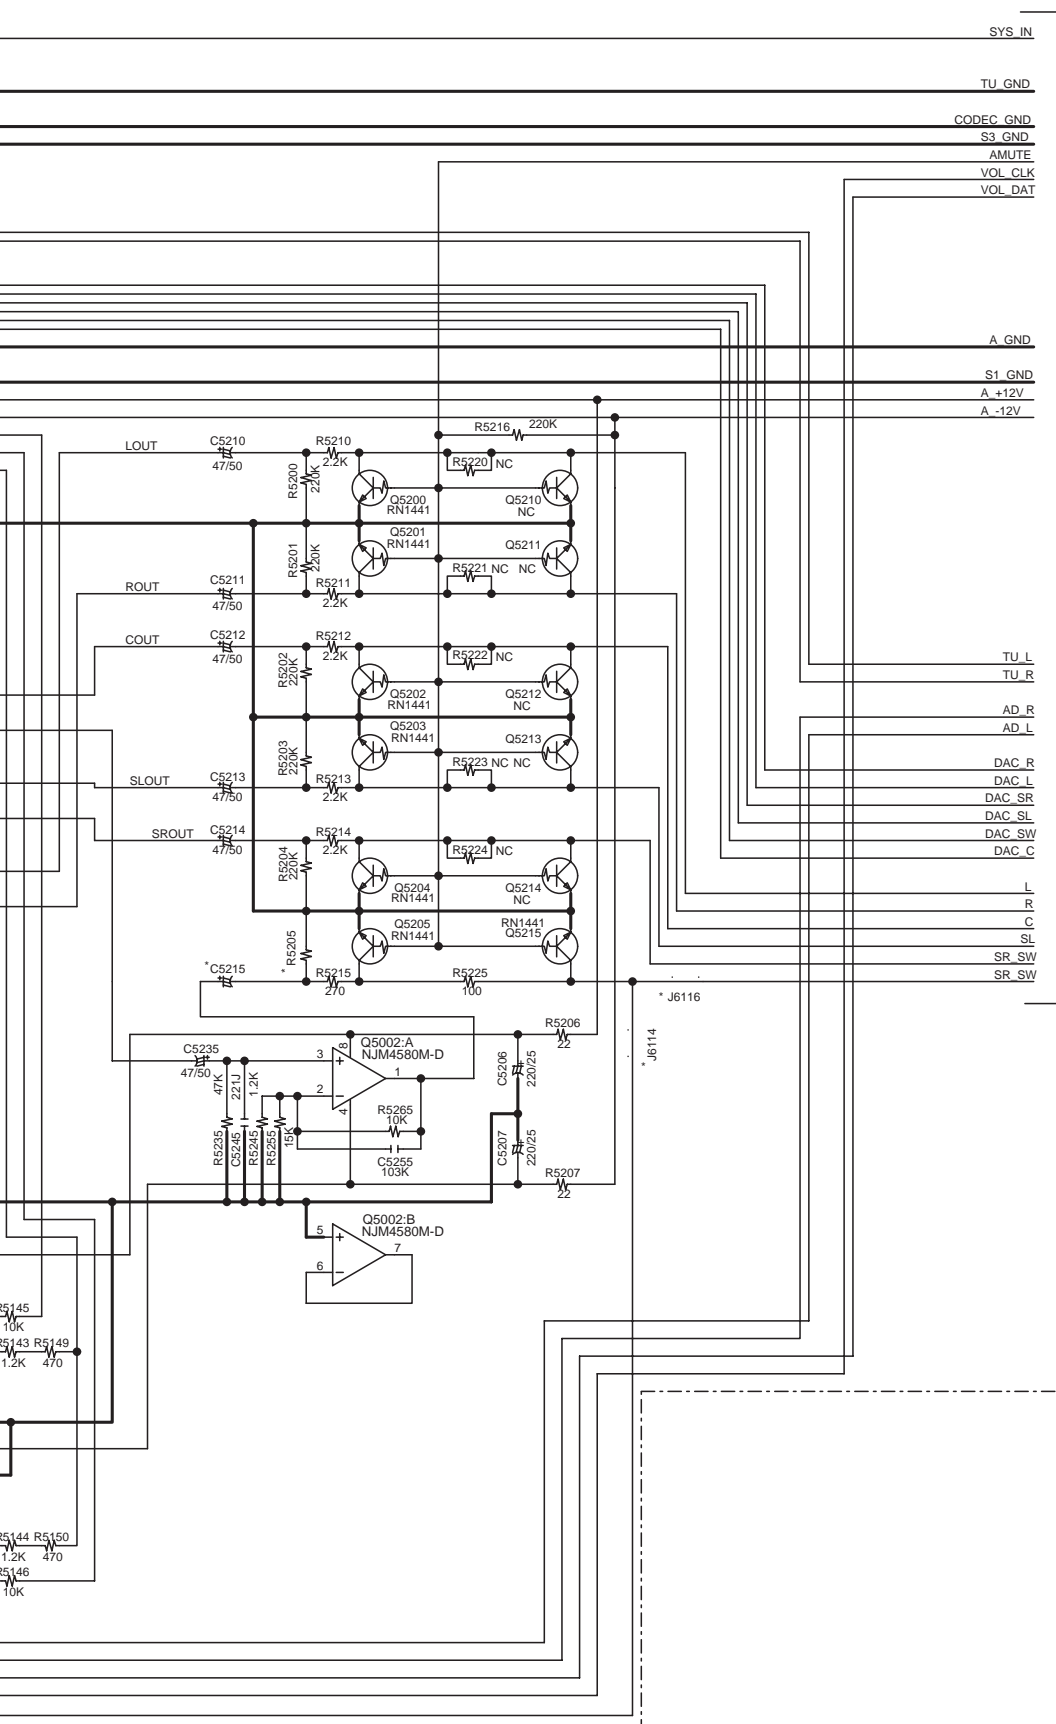 SYS_IN
TU_GND
CODEC_GND
S3_GND
AMUTE
VOL_CLK
VOL_DAT
A_GND
S1_GND
A_+12V
A_-12V
R5216 220K
LOUT
C5210
47/50
R5210
2.2K
R5200
220K
R5220 NC
Q5200
RN1441
Q5210
NC
Q5201
RN1441
Q5211
R5201
220K
R5221 NC NC
ROUT
C5211
47/50
R5211
2.2K
COUT
C5212
47/50
R5212
2.2K
R5202
220K
R5222 NC
Q5202
RN1441
Q5212
NC
Q5203
RN1441
Q5213
R5203
220K
R5223 NC NC
SLOUT
C5213
47/50
R5213
2.2K
SROUT
C5214
47/50
R5214
2.2K
R5204
220K
R5224 NC
Q5204
RN1441
Q5214
NC
Q5205
RN1441
RN1441
Q5215
* R5205
* C5215
R5215
270
R5225
100
TU_L
TU_R
AD_R
AD_L
DAC_R
DAC_L
DAC_SR
DAC_SL
DAC_SW
DAC_C
L
R
C
SL
SR_SW
SR_SW
* J6116
* J6114
R5206
22
C5235
47/50
Q5002:A
NJM4580M-D
8
3
+
1
2
−
4
47K
221J
1.2K
15K
R5235
C5245
R5245
R5255
R5265
10K
C5255
103K
C5206
220/25
C5207
220/25
R5207
22
Q5002:B
NJM4580M-D
5
+
7
6
−
R5145
10K
R5143 R5149
1.2K 470
R5144 R5150
1.2K 470
R5146
10K